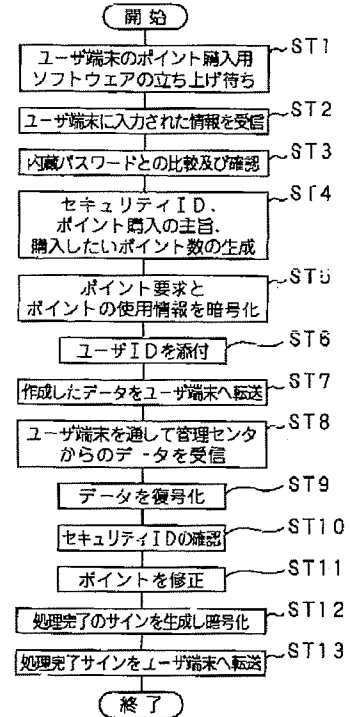 開始
ユーザ端末のポイント購入用
ソフトウェアの立ち上げ待ち
ST1
ユーザ端末に入力された情報を受信
ST2
内蔵パスワードとの比較及び確認
ST3
セキュリティID、
ポイント購入の主旨、
購入したいポイント数の生成
ST4
ポイント要求と
ポイントの使用情報を暗号化
ST5
ユーザIDを添付
ST6
作成したデータをユーザ端末へ転送
ST7
ユーザ端末を通して管理センタ
からのデータを受信
ST8
データを復号化
ST9
セキュリティIDの確認
ST10
ポイントを修正
ST11
処理完了のサインを生成し暗号化
ST12
処理完了サインをユーザ端末へ転送
ST13
終了